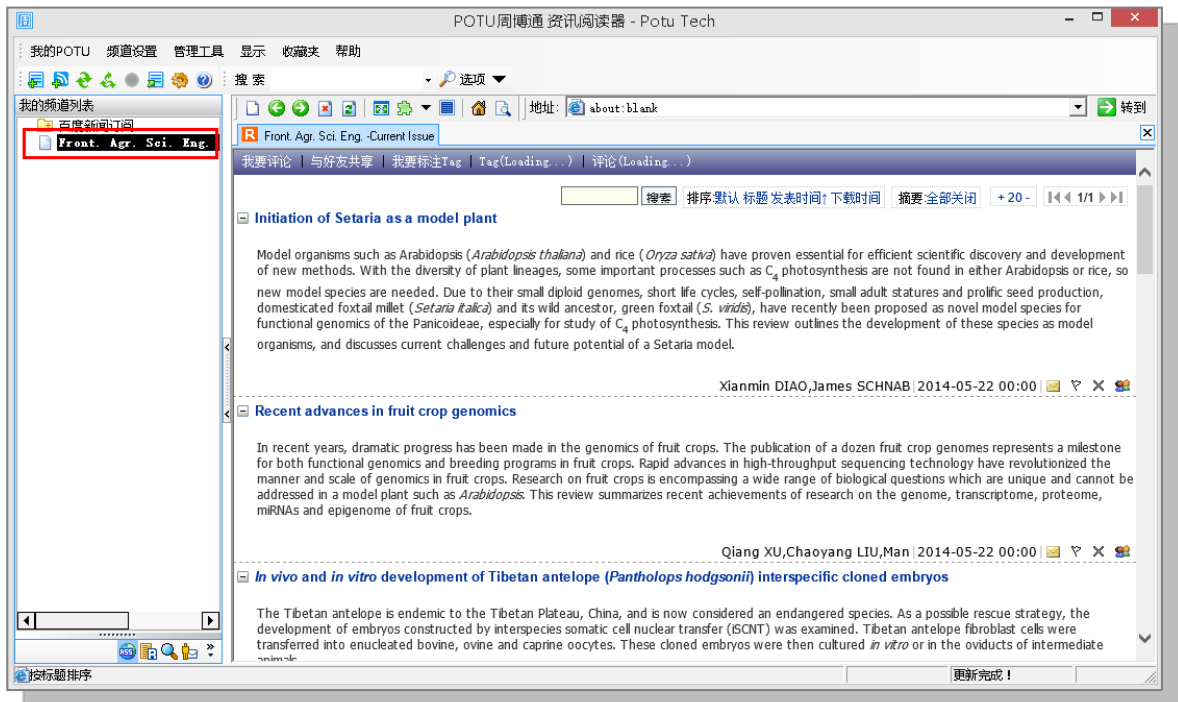 POTU周博通 资讯阅读器 - Potu Tech
我的POTU 频道设置 管理工具 显示 收藏夹 帮助
搜 索 选项
我的频道列表
地址: about:blank 转到
百度新闻订阅
Front. Agr. Sci. Eng.
Front. Agr. Sci. Eng. -Current Issue
我要评论 | 与好友共享 | 我要标注Tag | Tag(Loading...) | 评论(Loading...)
搜索 排序:默认 标题 发表时间↑ 下载时间 摘要:全部关闭 + 20 - 1/1
Initiation of Setaria as a model plant
Model organisms such as Arabidopsis (Arabidopsis thaliana) and rice (Oryza sativa) have proven essential for efficient scientific discovery and development
of new methods. With the diversity of plant lineages, some important processes such as C4 photosynthesis are not found in either Arabidopsis or rice, so
new model species are needed. Due to their small diploid genomes, short life cycles, self-pollination, small adult statures and prolific seed production,
domesticated foxtail millet (Setaria italica) and its wild ancestor, green foxtail (S. viridis), have recently been proposed as novel model species for
functional genomics of the Panicoideae, especially for study of C4 photosynthesis. This review outlines the development of these species as model
organisms, and discusses current challenges and future potential of a Setaria model.
Xianmin DIAO,James SCHNAB|2014-05-22 00:00|
Recent advances in fruit crop genomics
In recent years, dramatic progress has been made in the genomics of fruit crops. The publication of a dozen fruit crop genomes represents a milestone
for both functional genomics and breeding programs in fruit crops. Rapid advances in high-throughput sequencing technology have revolutionized the
manner and scale of genomics in fruit crops. Research on fruit crops is encompassing a wide range of biological questions which are unique and cannot be
addressed in a model plant such as Arabidopsis. This review summarizes recent achievements of research on the genome, transcriptome, proteome,
miRNAs and epigenome of fruit crops.
Qiang XU,Chaoyang LIU,Man|2014-05-22 00:00|
In vivo and in vitro development of Tibetan antelope (Pantholops hodgsonii) interspecific cloned embryos
The Tibetan antelope is endemic to the Tibetan Plateau, China, and is now considered an endangered species. As a possible rescue strategy, the
development of embryos constructed by interspecies somatic cell nuclear transfer (iSCNT) was examined. Tibetan antelope fibroblast cells were
transferred into enucleated bovine, ovine and caprine oocytes. These cloned embryos were then cultured in vitro or in the oviducts of intermediate
animals
按标题排序 更新完成！